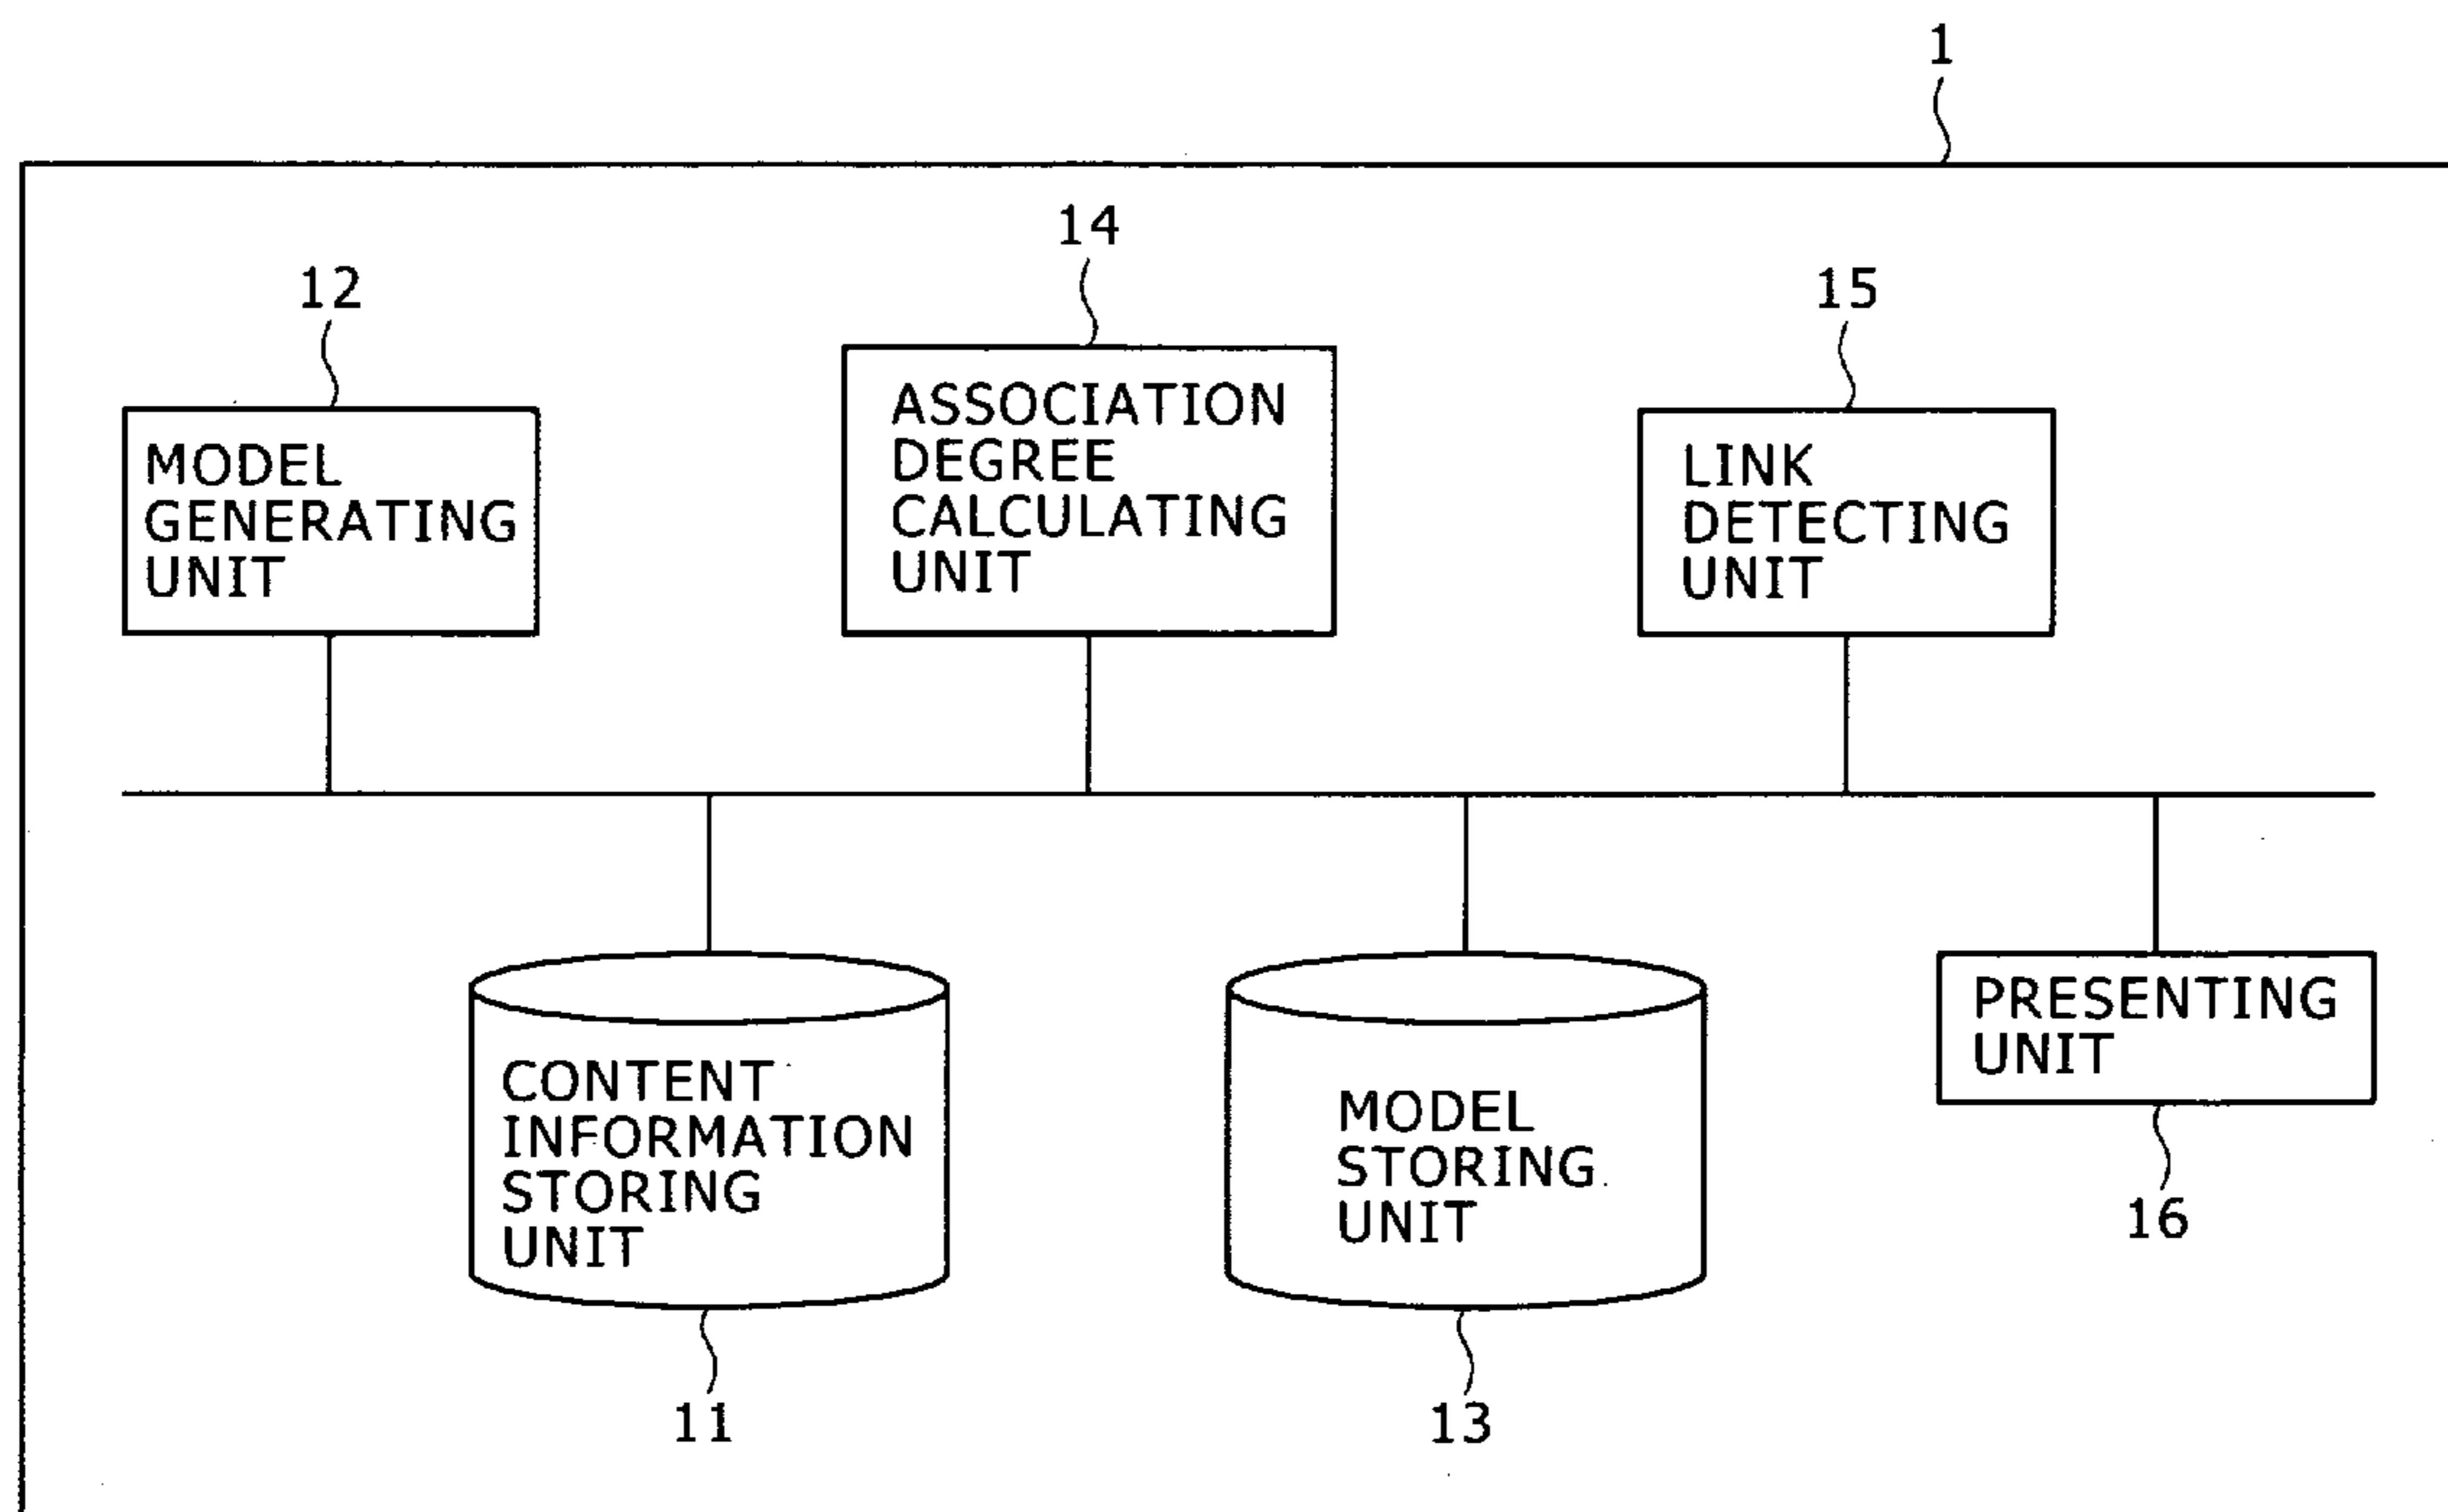 1
14
12
15
ASSOCIATION
DEGREE
CALCULATING
UNIT
MODEL
GENERATING
UNIT
LINK
DETECTING
UNIT
PRESENTING
UNIT
CONTENT
INFORMATION
STORING
UNIT
MODEL
STORING
UNIT
16
11
13